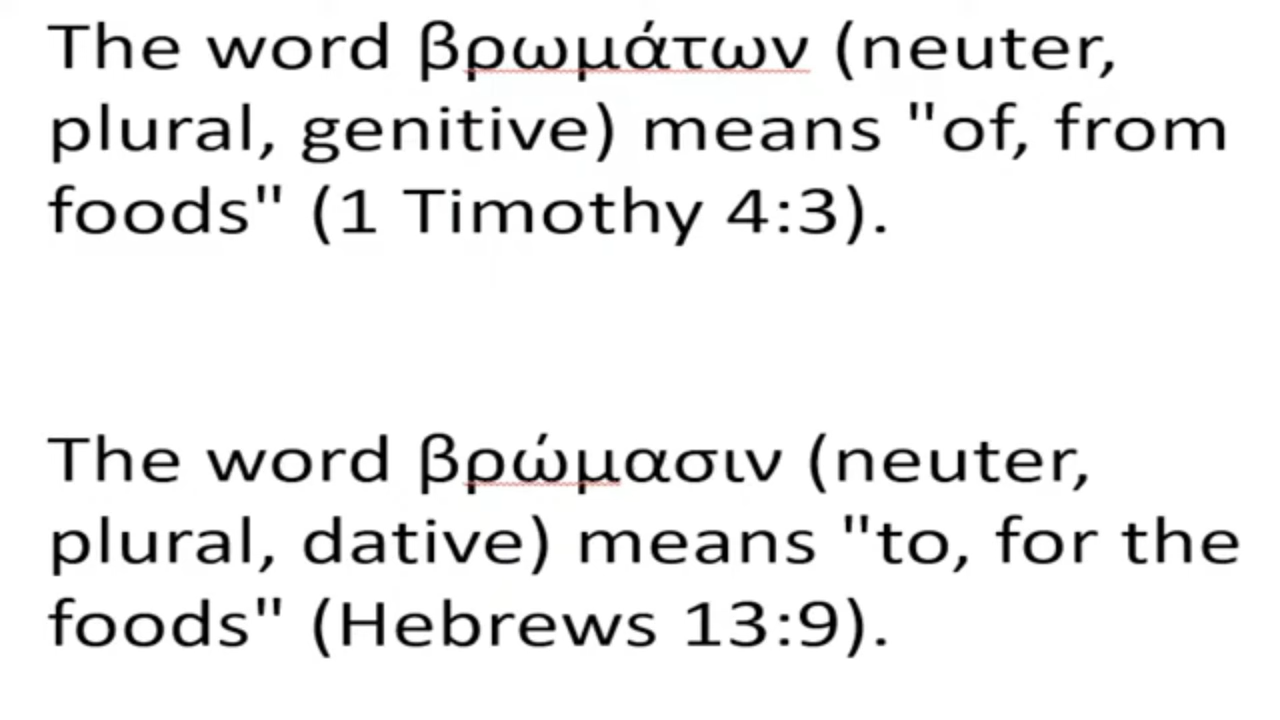 The word βρωμάτων (neuter,
plural, genitive) means "of, from
foods" (1 Timothy 4:3).
The word βρώμασιν (neuter,
plural, dative) means "to, for the
foods" (Hebrews 13:9).